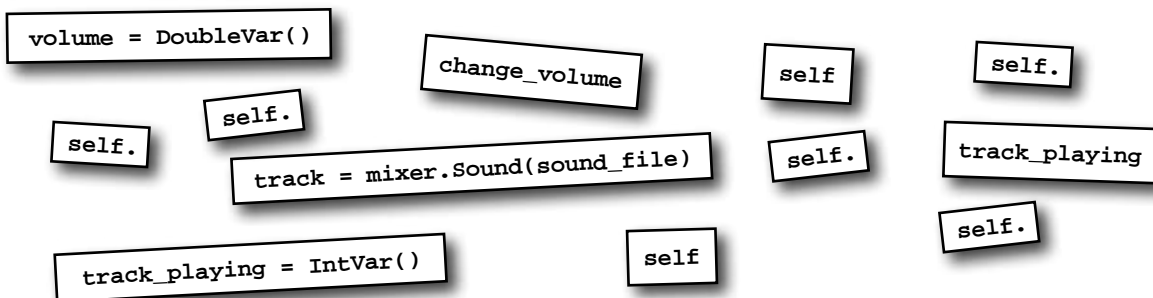 volume = DoubleVar()
change_volume
self
self.
self.
self.
track = mixer.Sound(sound_file)
self.
track_playing
track_playing = IntVar()
self
self.